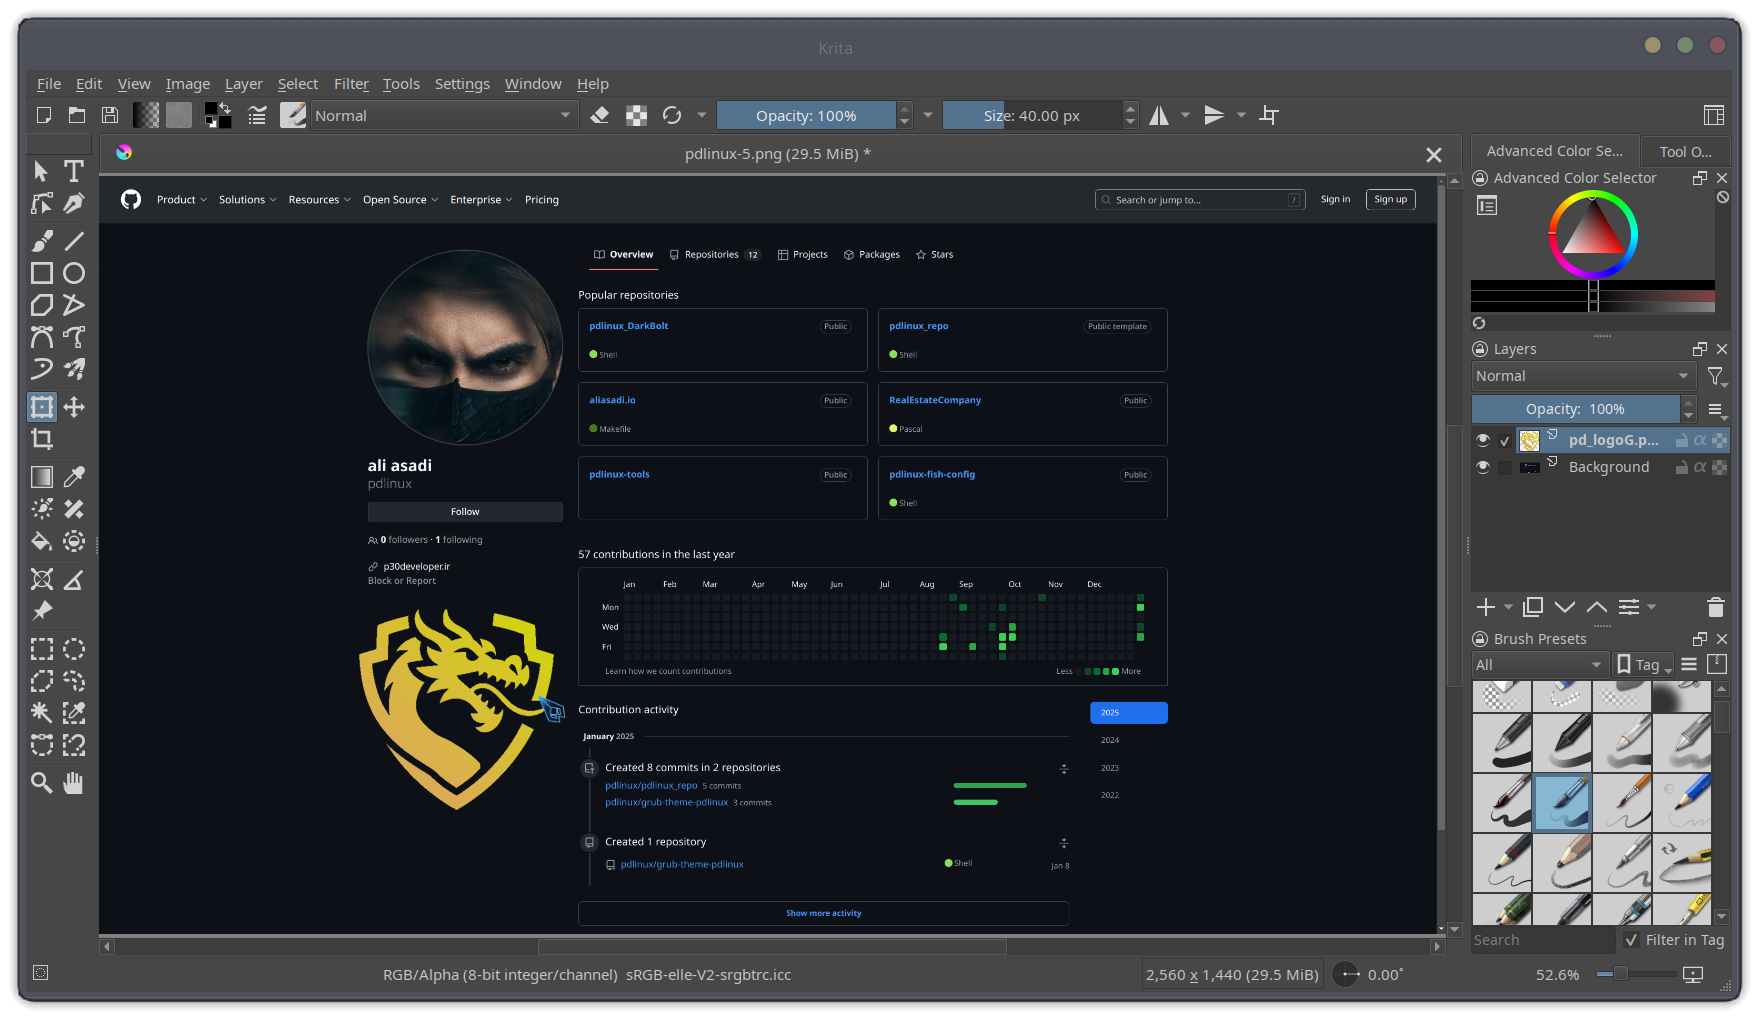 Krita
File Edit View Image Layer Select Filter Tools Settings Window Help
Normal Opacity: 100% Size: 40.00 px
pdlinux-5.png (29.5 MiB) *
Product Solutions Resources Open Source Enterprise Pricing Search or jump to... / Sign in Sign up
Overview Repositories 12 Projects Packages Stars
Popular repositories
pdlinux_DarkBolt Public
Shell
pdlinux_repo Public template
Shell
aliasadi.io Public
Makefile
RealEstateCompany Public
Pascal
pdlinux-tools Public
pdlinux-fish-config Public
Shell
ali asadi
pdlinux
Follow
0 followers · 1 following
p30developer.ir
Block or Report
57 contributions in the last year
Jan Feb Mar Apr May Jun Jul Aug Sep Oct Nov Dec
Mon
Wed
Fri
Learn how we count contributions Less More
Contribution activity
2025
2024
2023
2022
January 2025
Created 8 commits in 2 repositories
pdlinux/pdlinux_repo 5 commits
pdlinux/grub-theme-pdlinux 3 commits
Created 1 repository
pdlinux/grub-theme-pdlinux Shell Jan 8
Show more activity
Advanced Color Se... Tool O...
Advanced Color Selector
Layers
Normal
Opacity: 100%
pd_logoG.p...
Background
Brush Presets
All Tag
Search Filter in Tag
RGB/Alpha (8-bit integer/channel) sRGB-elle-V2-srgbtrc.icc 2,560 x 1,440 (29.5 MiB) 0.00° 52.6%